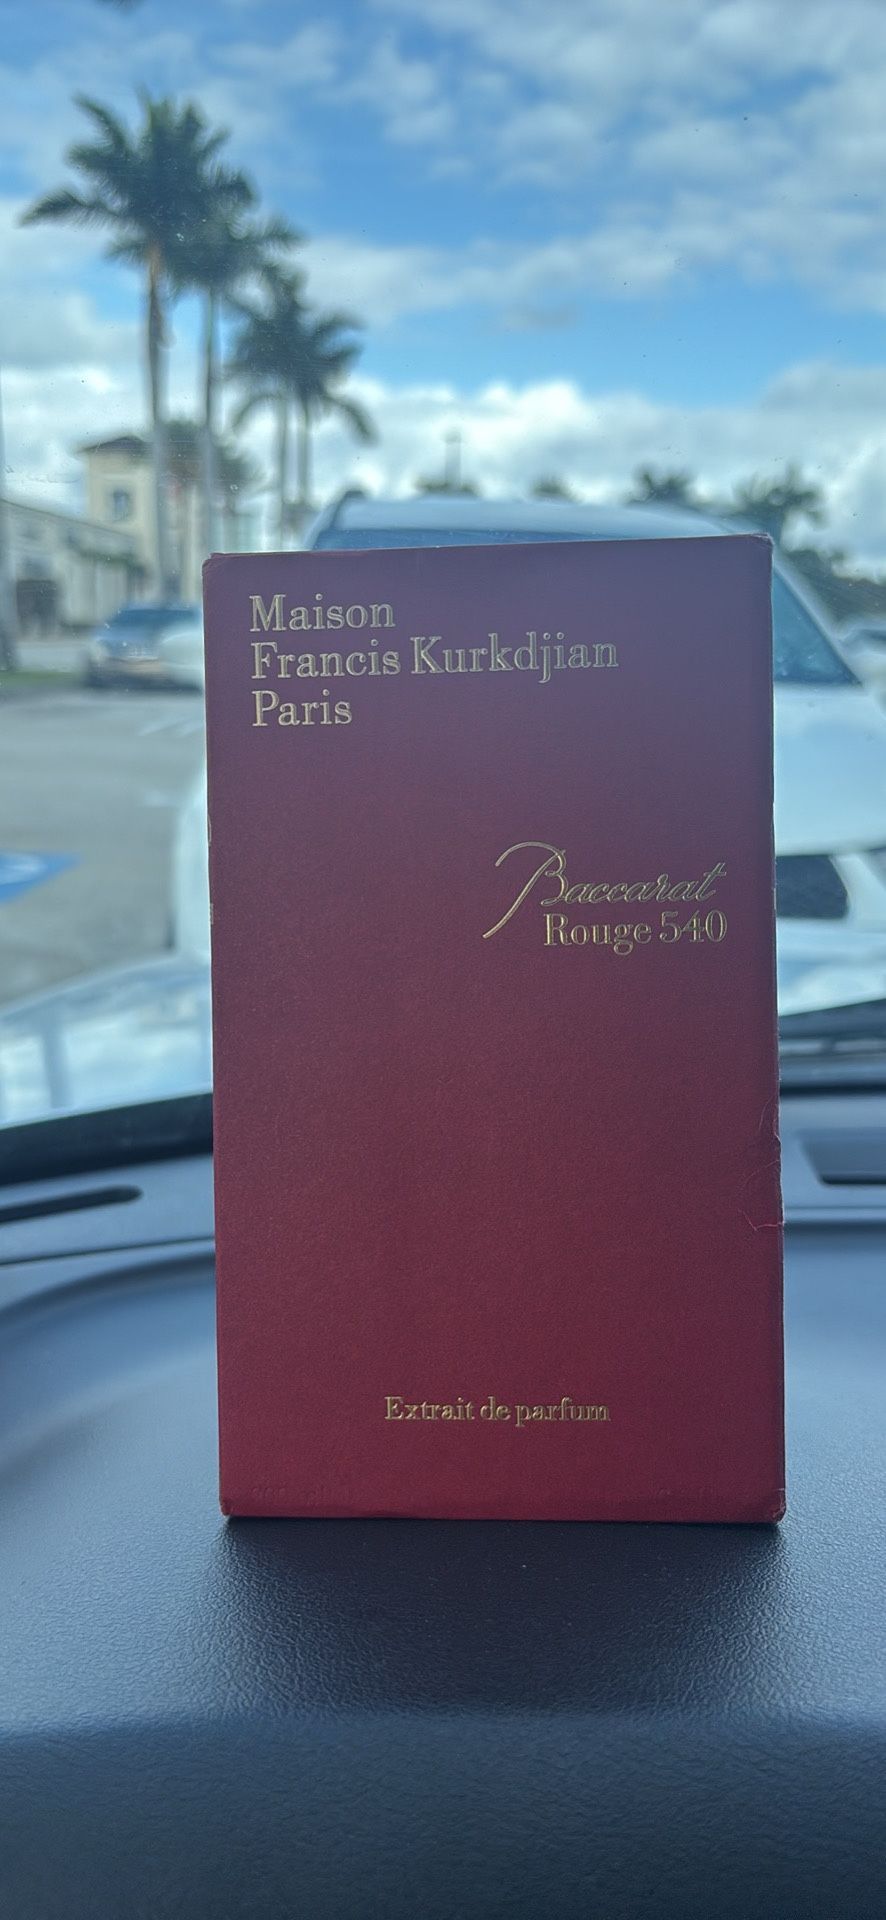 Maison
Francis Kurkdjian
Paris
Baccarat
Rouge 540
Extrait de parfum